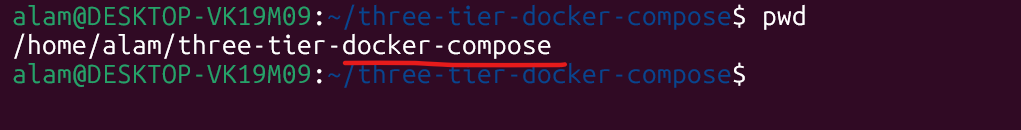 alam@DESKTOP-VK19M09:~/three-tier-docker-compose$ pwd
/home/alam/three-tier-docker-compose
alam@DESKTOP-VK19M09:~/three-tier-docker-compose$